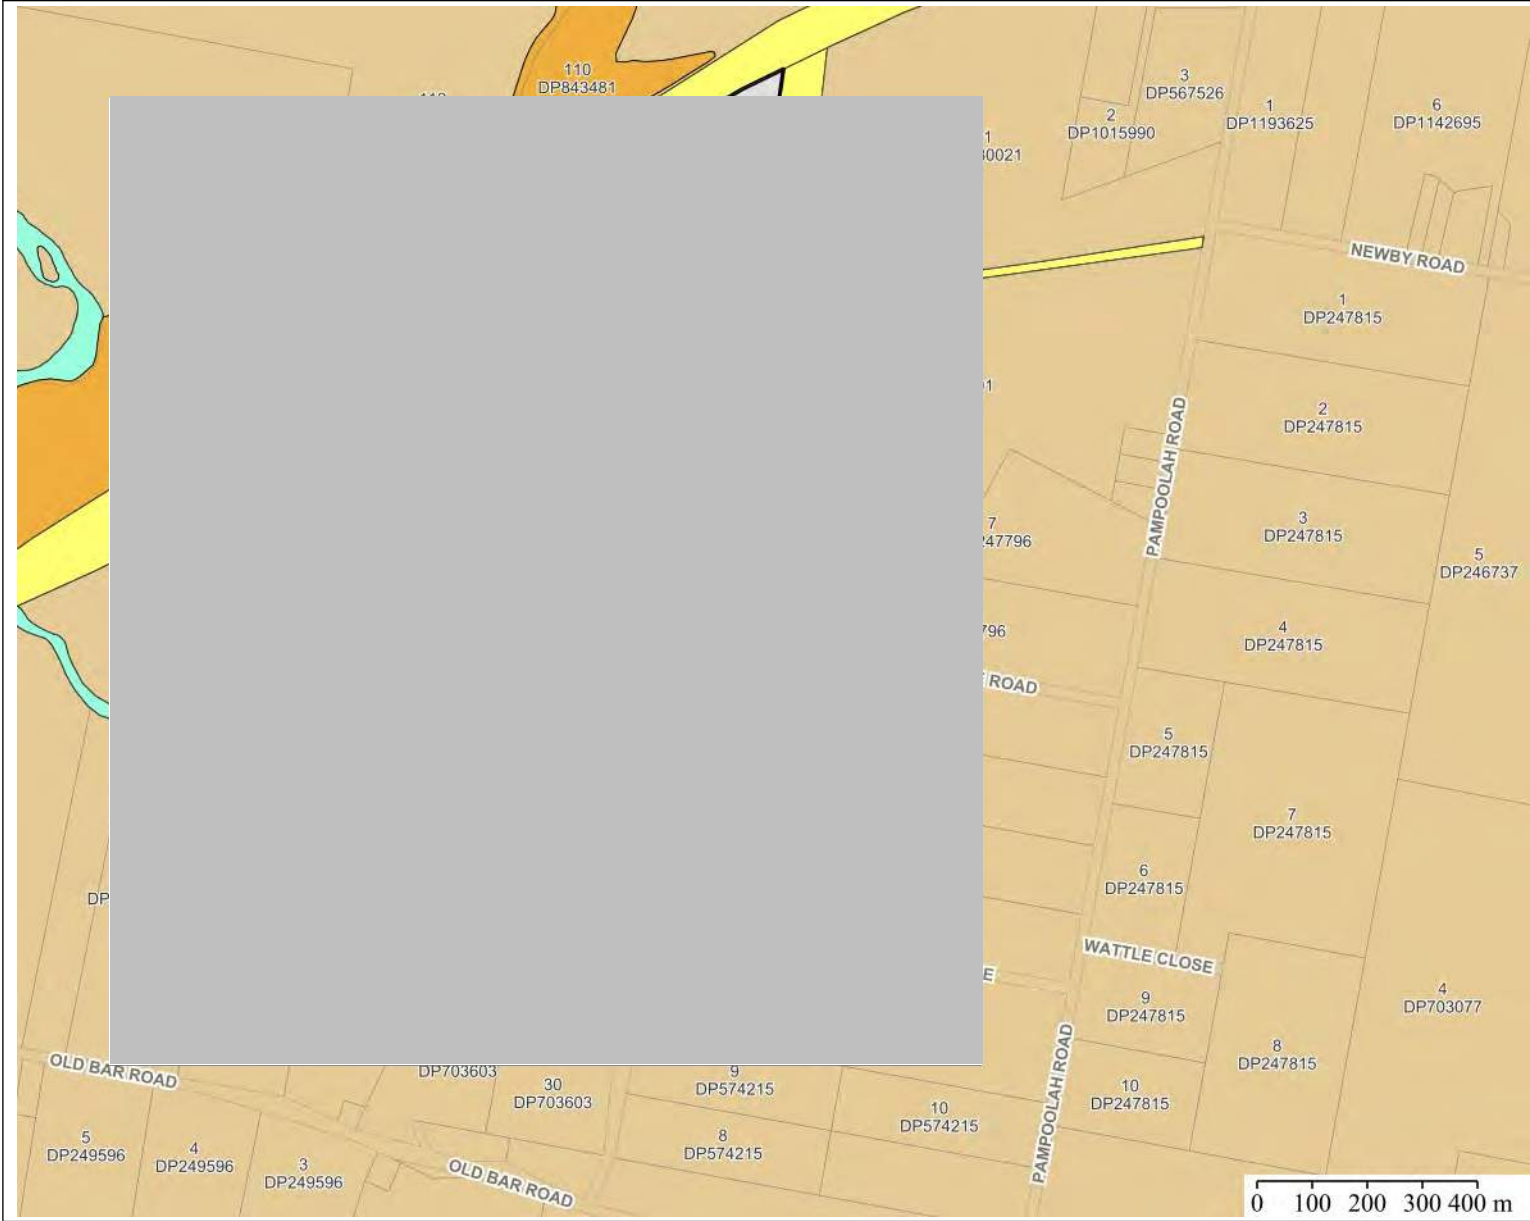 110
DP843481
3
DP567526
2
DP1015990
1
DP1193625
6
DP1142695
1
NEWBY ROAD
1
DP247815
2
DP247815
PAMPOOLAH ROAD
3
DP247815
7
5
DP246737
4
DP247815
ROAD
5
DP247815
7
DP247815
6
DP247815
WATTLE CLOSE
9
DP247815
4
DP703077
8
DP247815
PAMPOOLAH ROAD
10
DP247815
OLD BAR ROAD
DP703603
30
DP703603
9
DP574215
10
DP574215
8
DP574215
5
DP249596
4
DP249596
3
DP249596
OLD BAR ROAD
0 100 200 300 400 m